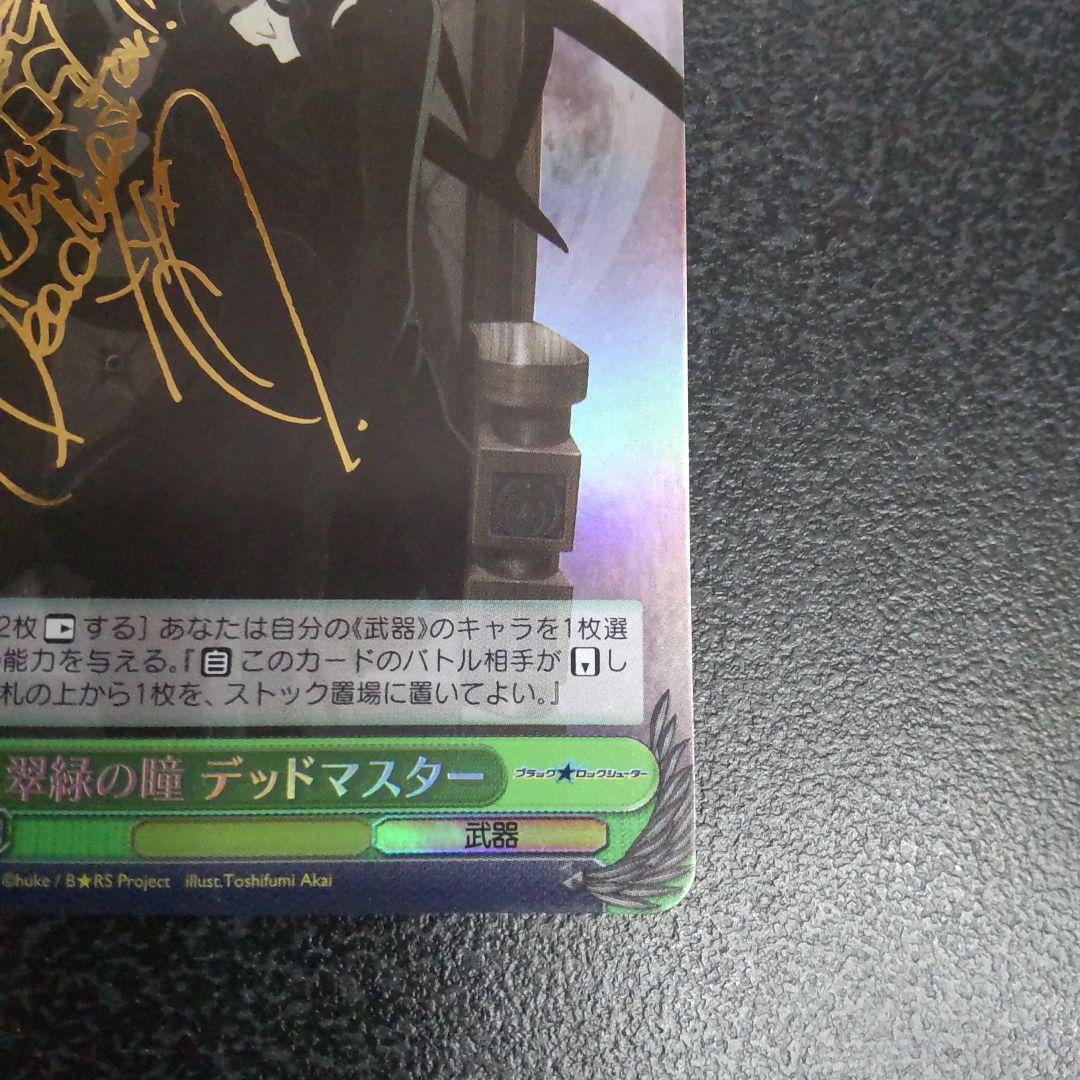 2枚 する] あなたは自分の《武器》のキャラを1枚選
能力を与える。『自 このカードのバトル相手が し
札の上から1枚を、ストック置場に置いてよい。』
翠緑の瞳 デッドマスター ブラック★ロックシューター
武器
©huke / B★RS Project illust.Toshifumi Akai